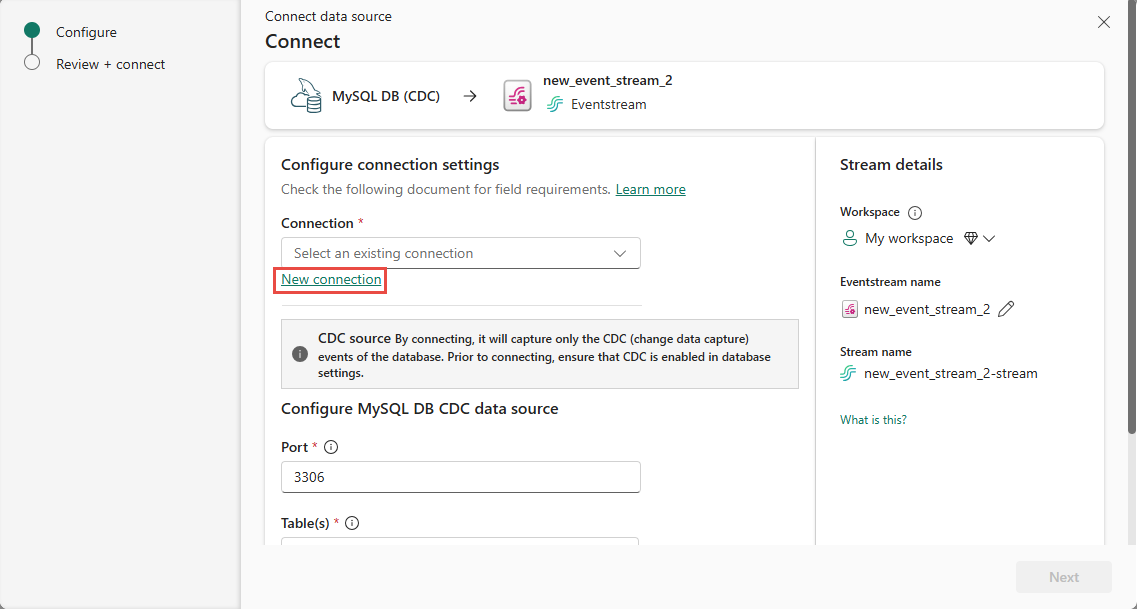 Configure
Review + connect
Connect data source
Connect
MySQL DB (CDC)
new_event_stream_2
Eventstream
Configure connection settings
Check the following document for field requirements. Learn more
Connection *
Select an existing connection
New connection
CDC source By connecting, it will capture only the CDC (change data capture)
events of the database. Prior to connecting, ensure that CDC is enabled in database
settings.
Configure MySQL DB CDC data source
Port *
3306
Table(s) *
Stream details
Workspace
My workspace
Eventstream name
new_event_stream_2
Stream name
new_event_stream_2-stream
What is this?
Next